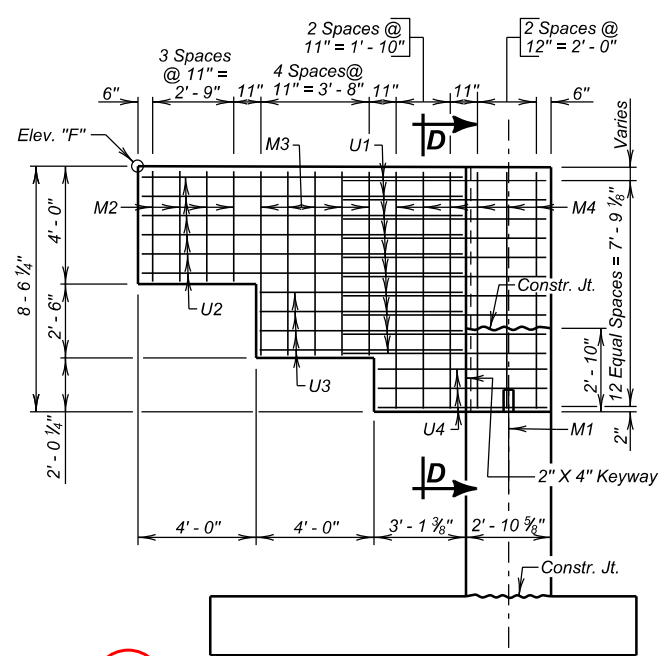 2 Spaces @
11" = 1' - 10"
2 Spaces @
12" = 2' - 0"
3 Spaces
@ 11" =
2' - 9"
4 Spaces@
11" = 3' - 8"
6"
11"
11"
11"
6"
Elev. "F"
M3
U1
D
Varies
M2
M4
4' - 0"
8 - 6 1/4"
2' - 6"
2' - 0 1/4"
Constr. Jt.
12 Equal Spaces = 7' - 9 1/8"
2' - 10"
2"
U2
U3
U4
M1
D
2" X 4" Keyway
4' - 0"
4' - 0"
3' - 1 3/8"
2' - 10 5/8"
Constr. Jt.